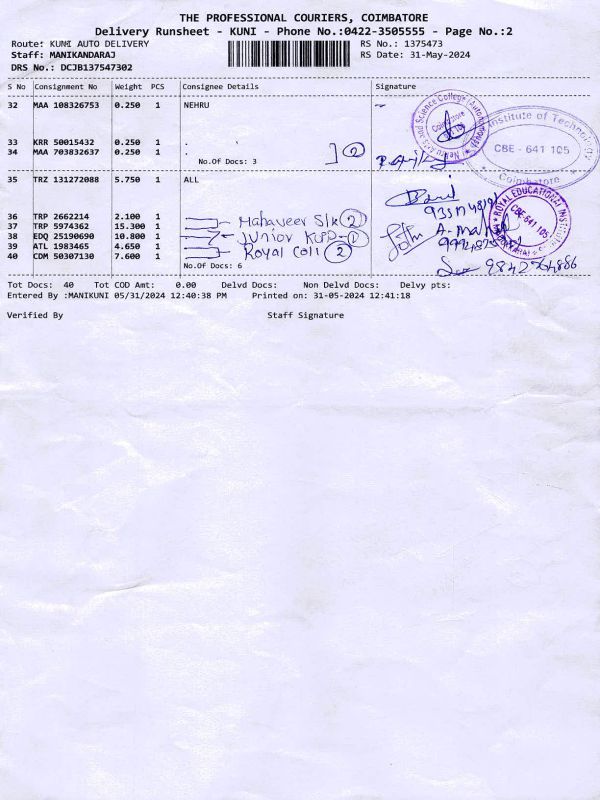 THE PROFESSIONAL COURIERS, COIMBATORE
Delivery Runsheet - KUNI - Phone No.:0422-3505555 - Page No.:2
Route: KUNI AUTO DELIVERY RS No.: 1375473
Staff: MANIKANDARAJ RS Date: 31-May-2024
DRS No.: DCJB137547302
S No Consignment No Weight PCS Consignee Details Signature
32 MAA 108326753 0.250 1 NEHRU
33 KRR 50015432 0.250 1 .
34 MAA 703832637 0.250 1 . 2
No.Of Docs: 3
and Science College (Autonomous)
Coimbatore
Institute of Technology
CBE - 641 105
Coimbatore
35 TRZ 131272088 5.750 1 ALL
36 TRP 2662214 2.100 1 Mahaveer Slk 2
37 TRP 5974362 15.300 1
38 EDQ 25190690 10.800 1 Junior Kupp 1
39 ATL 1983465 4.650 1
40 CDM 50307130 7.600 1 Royal Coll 2
No.Of Docs: 6
ROYAL EDUCATIONAL INSTITUTION
CBE-641 105
Tot Docs: 40 Tot COD Amt: 0.00 Delvd Docs: Non Delvd Docs: Delvy pts:
Entered By :MANIKUNI 05/31/2024 12:40:38 PM Printed on: 31-05-2024 12:41:18
Verified By Staff Signature